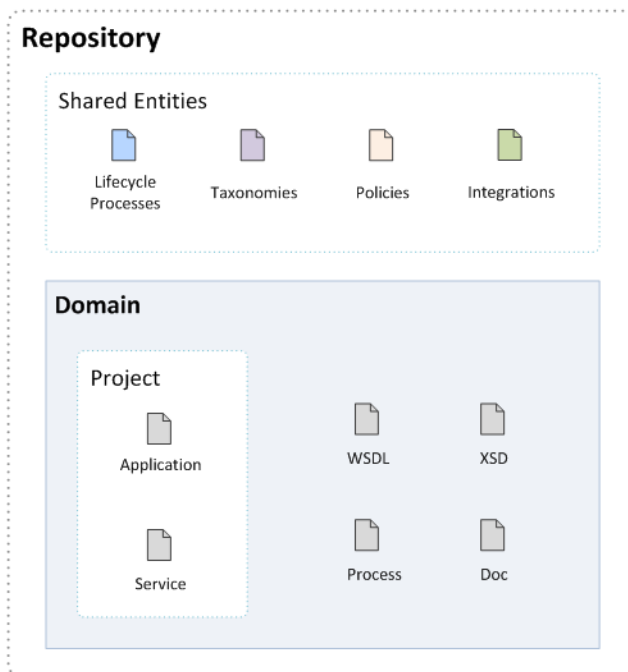 Repository
Shared Entities
Lifecycle
Processes
Taxonomies
Policies
Integrations
Domain
Project
Application
WSDL
XSD
Service
Process
Doc